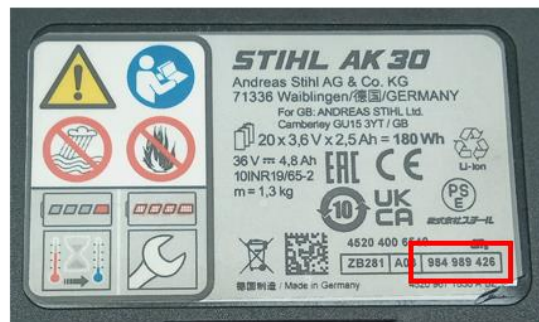 STIHL AK 30
Andreas Stihl AG & Co. KG
71336 Waiblingen/德国/GERMANY
For GB: ANDREAS STIHL Ltd.
Camberley GU15 3YT / GB
20 x 3,6 V x 2,5 Ah = 180 Wh
36 V ⎓ 4,8 Ah
10INR19/65-2
m = 1,3 kg
EAC CE
Li-Ion
10
UK
CA
PS
E
株式会社スチール
4520 400
ZB281 984 989 426
德国制造 / Made in Germany